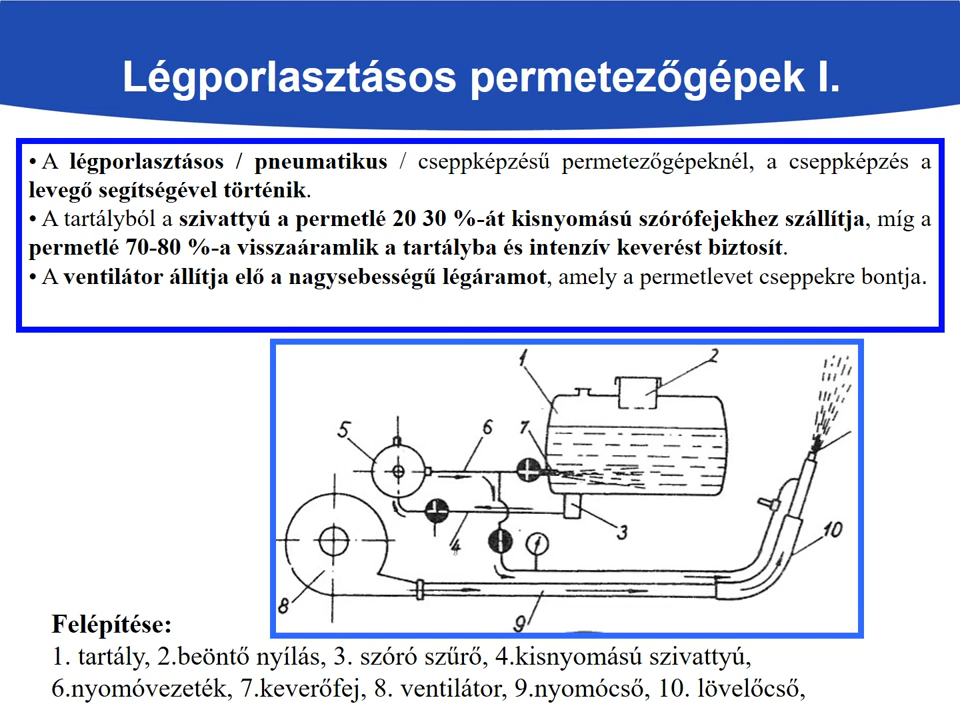 Légporlasztásos permetezőgépek I.
• A légporlasztásos / pneumatikus / cseppképzésű permetezőgépeknél, a cseppképzés a
levegő segítségével történik.
• A tartályból a szivattyú a permetlé 20 30 %-át kisnyomású szórófejekhez szállítja, míg a
permetlé 70-80 %-a visszaáramlik a tartályba és intenzív keverést biztosít.
• A ventilátor állítja elő a nagysebességű légáramot, amely a permetlevet cseppekre bontja.
1
2
5
6
7
4
3
10
8
9
Felépítése:
1. tartály, 2.beöntő nyílás, 3. szóró szűrő, 4.kisnyomású szivattyú,
6.nyomóvezeték, 7.keverőfej, 8. ventilátor, 9.nyomócső, 10. lövelőcső,